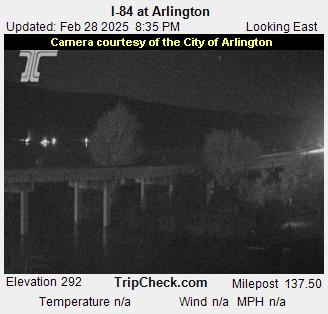 I-84 at Arlington
Updated: Feb 28 2025 8:35 PM Looking East
Camera courtesy of the City of Arlington
Elevation 292 TripCheck.com Milepost 137.50
Temperature n/a Wind n/a MPH n/a